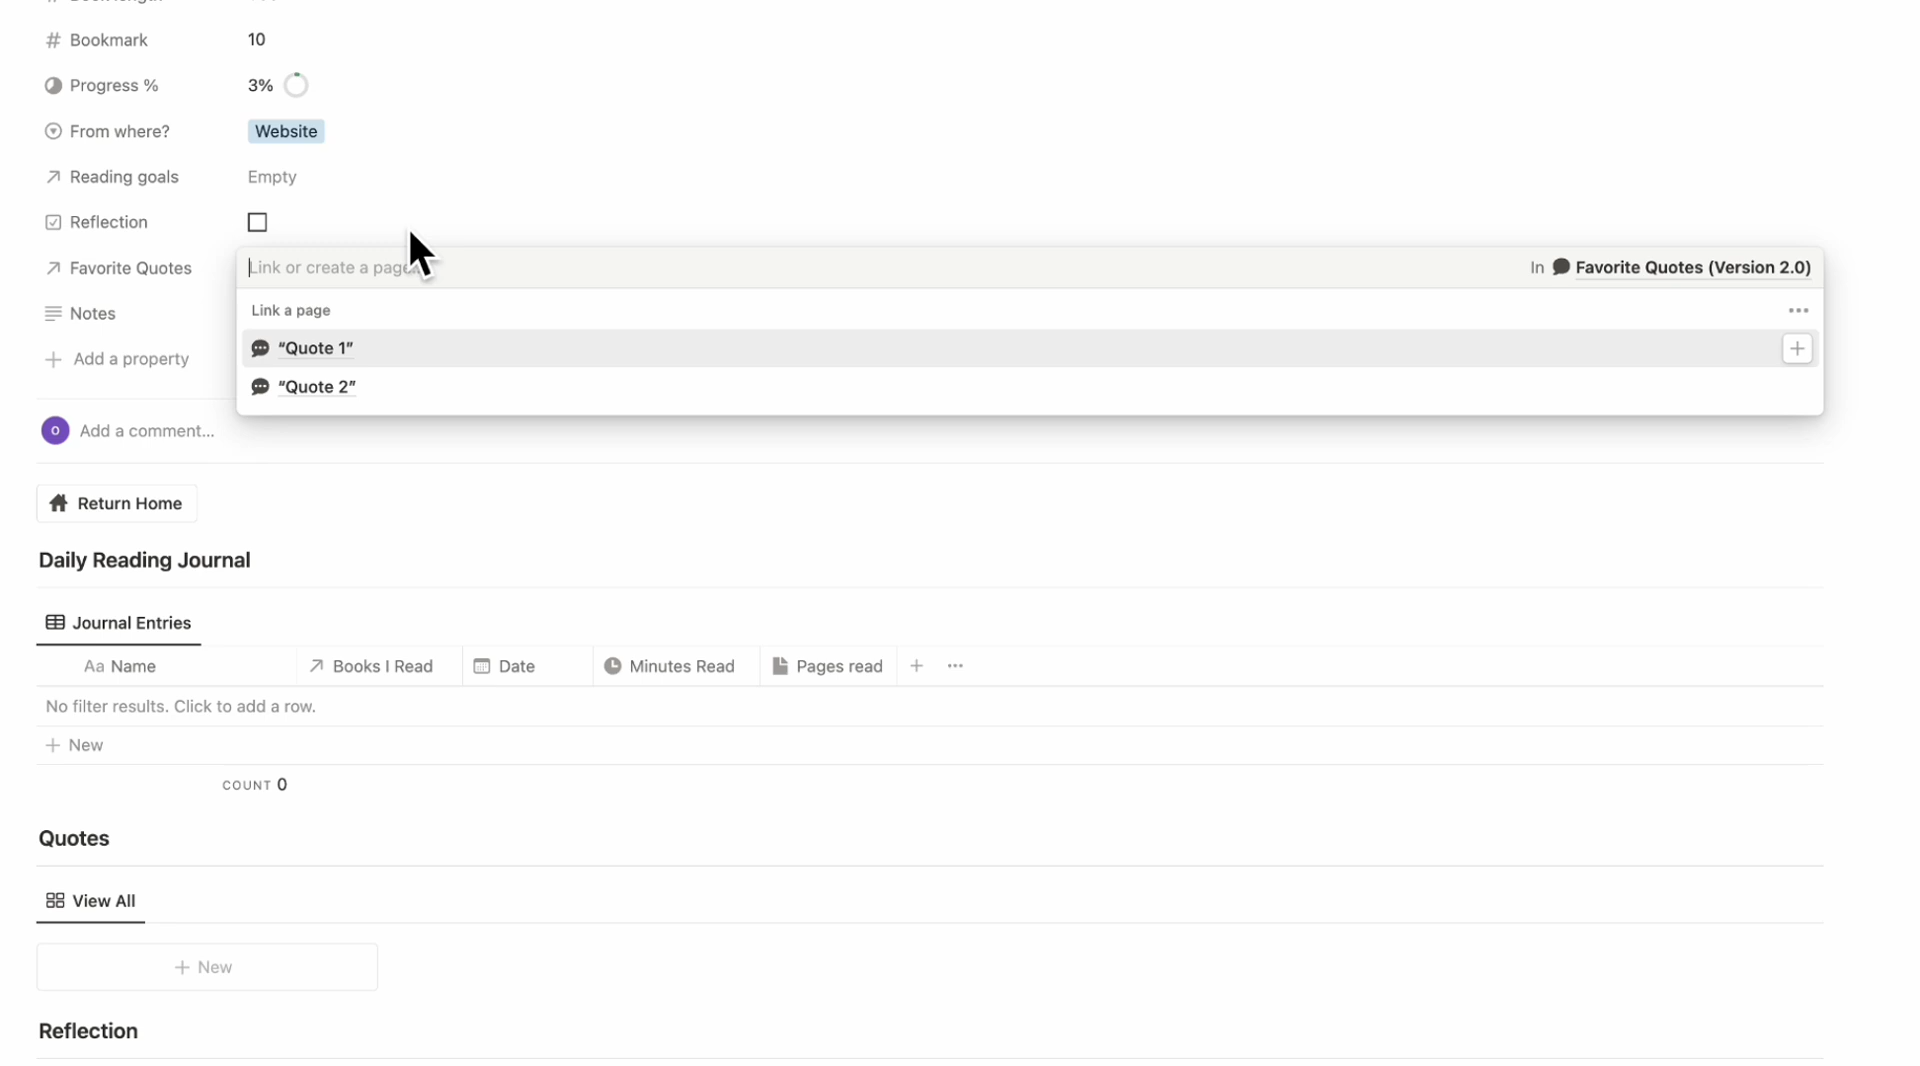 Bookmark 10
Progress % 3%
From where? Website
Reading goals Empty
Reflection
Favorite Quotes Link or create a page In Favorite Quotes (Version 2.0)
Link a page
Notes
“Quote 1”
Add a property
“Quote 2”
O Add a comment...
Return Home
Daily Reading Journal
Journal Entries
Aa Name Books I Read Date Minutes Read Pages read
No filter results. Click to add a row.
New
COUNT 0
Quotes
View All
New
Reflection